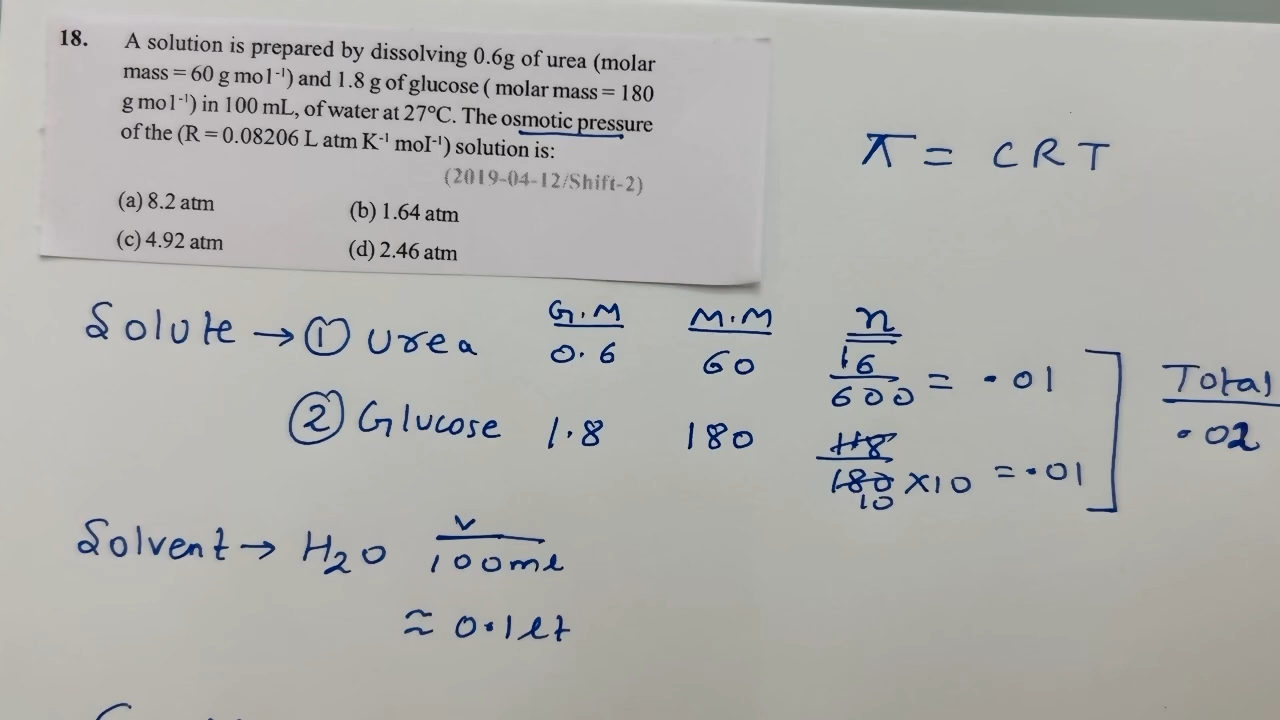 18. A solution is prepared by dissolving 0.6g of urea (molar
mass = 60 g mol⁻¹) and 1.8 g of glucose ( molar mass = 180
g mol⁻¹) in 100 mL, of water at 27°C. The osmotic pressure
of the (R = 0.08206 L atm K⁻¹ moI⁻¹) solution is:
(2019-04-12/Shift-2)
(a) 8.2 atm (b) 1.64 atm
(c) 4.92 atm (d) 2.46 atm
π = CRT
Solute → ① Urea 0.6 60 16/600 = .01
G.M M.M n
② Glucose 1.8 180 118/180×10 = .01
10
Total
.02
Solvent → H2O V
100ml
≈ 0.1 lt